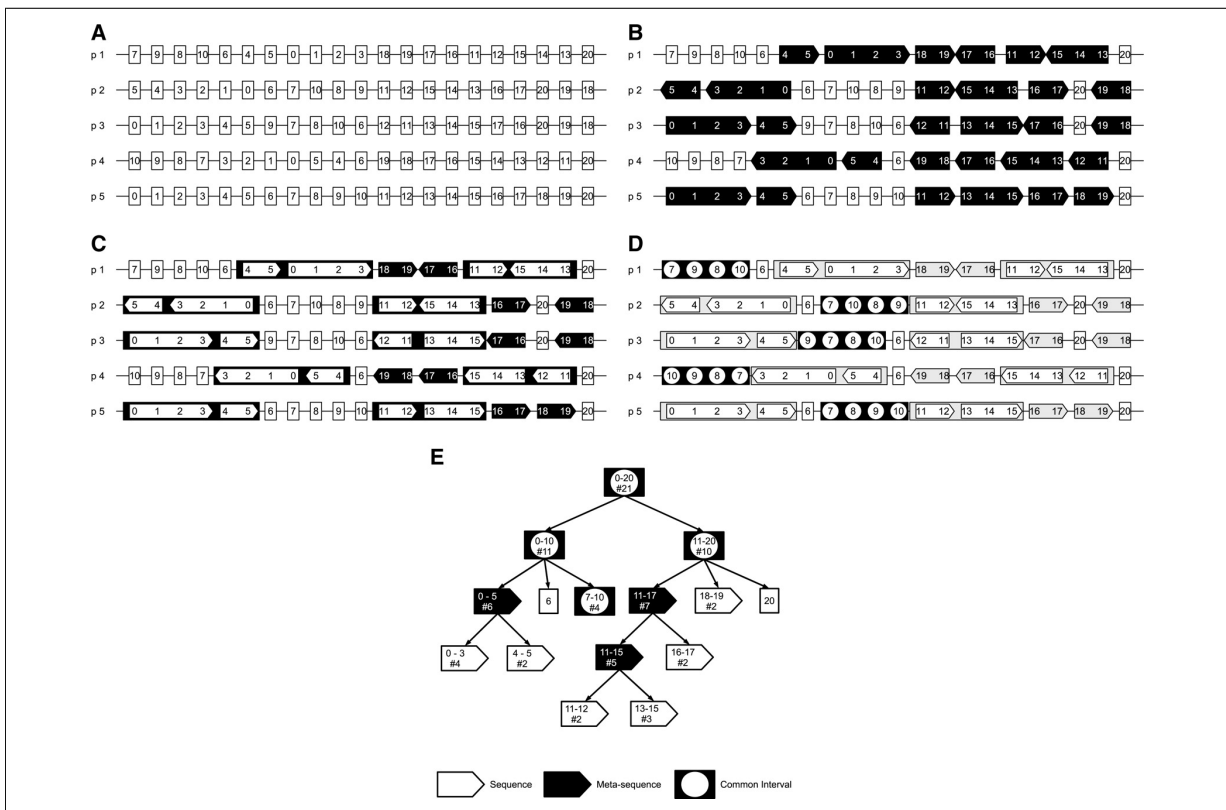 A
p 1 7 9 8 10 6 4 5 0 1 2 3 18 19 17 16 11 12 15 14 13 20
p 2 5 4 3 2 1 0 6 7 10 8 9 11 12 15 14 13 16 17 20 19 18
p 3 0 1 2 3 4 5 9 7 8 10 6 12 11 13 14 15 17 16 20 19 18
p 4 10 9 8 7 3 2 1 0 5 4 6 19 18 17 16 15 14 13 12 11 20
p 5 0 1 2 3 4 5 6 7 8 9 10 11 12 13 14 15 16 17 18 19 20
B
p 1 7 9 8 10 6 4 5 0 1 2 3 18 19 17 16 11 12 15 14 13 20
p 2 5 4 3 2 1 0 6 7 10 8 9 11 12 15 14 13 16 17 20 19 18
p 3 0 1 2 3 4 5 9 7 8 10 6 12 11 13 14 15 17 16 20 19 18
p 4 10 9 8 7 3 2 1 0 5 4 6 19 18 17 16 15 14 13 12 11 20
p 5 0 1 2 3 4 5 6 7 8 9 10 11 12 13 14 15 16 17 18 19 20
C
p 1 7 9 8 10 6 4 5 0 1 2 3 18 19 17 16 11 12 15 14 13 20
p 2 5 4 3 2 1 0 6 7 10 8 9 11 12 15 14 13 16 17 20 19 18
p 3 0 1 2 3 4 5 9 7 8 10 6 12 11 13 14 15 17 16 20 19 18
p 4 10 9 8 7 3 2 1 0 5 4 6 19 18 17 16 15 14 13 12 11 20
p 5 0 1 2 3 4 5 6 7 8 9 10 11 12 13 14 15 16 17 18 19 20
D
p 1 7 9 8 10 6 4 5 0 1 2 3 18 19 17 16 11 12 15 14 13 20
p 2 5 4 3 2 1 0 6 7 10 8 9 11 12 15 14 13 16 17 20 19 18
p 3 0 1 2 3 4 5 9 7 8 10 6 12 11 13 14 15 17 16 20 19 18
p 4 10 9 8 7 3 2 1 0 5 4 6 19 18 17 16 15 14 13 12 11 20
p 5 0 1 2 3 4 5 6 7 8 9 10 11 12 13 14 15 16 17 18 19 20
E
0-20
#21
0-10
#11
11-20
#10
0 - 5
#6
6
7-10
#4
11-17
#7
18-19
#2
20
0 - 3
#4
4 - 5
#2
11-15
#5
16-17
#2
11-12
#2
13-15
#3
Sequence
Meta-sequence
Common Interval